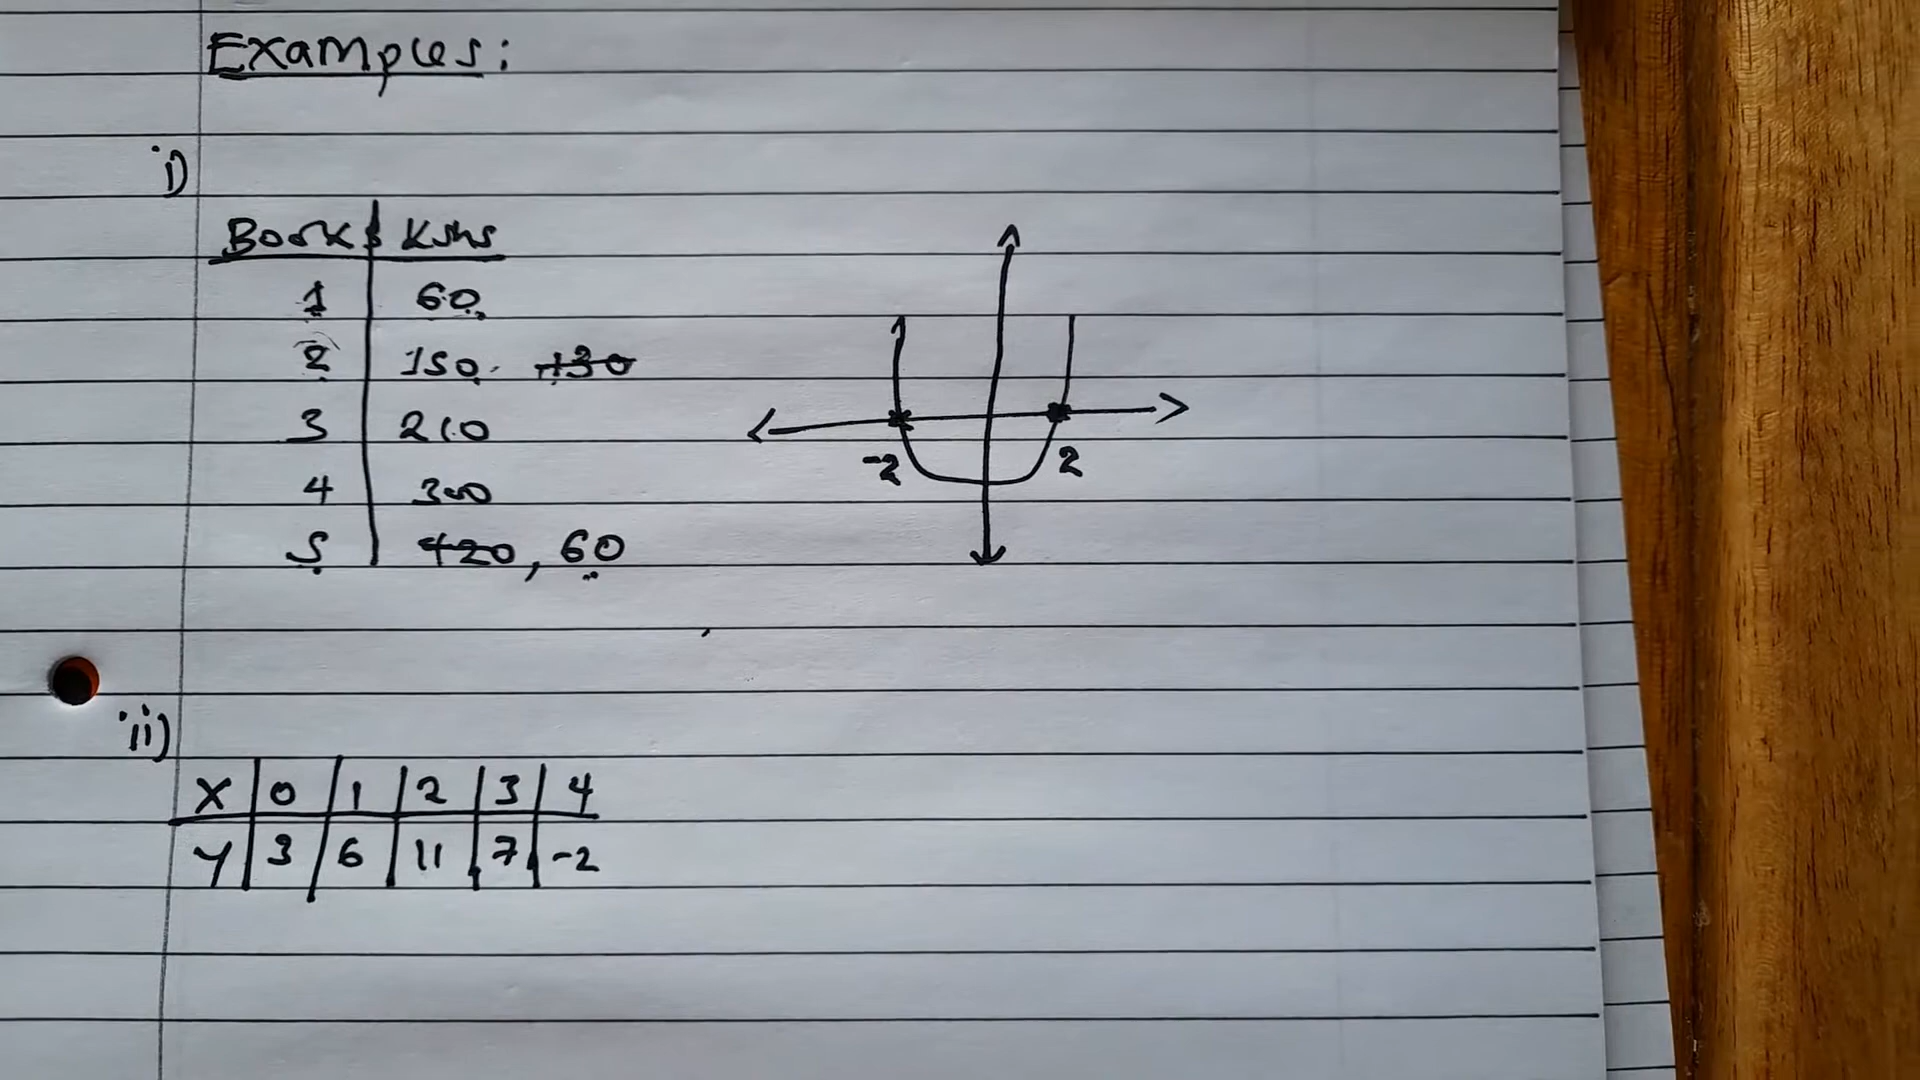 Examples:
i)
Books Kshs
1 60
2 150 +30
3 210
4 300
5 420, 60
-2 2
ii)
X 0 1 2 3 4
Y 3 6 11 7 -2